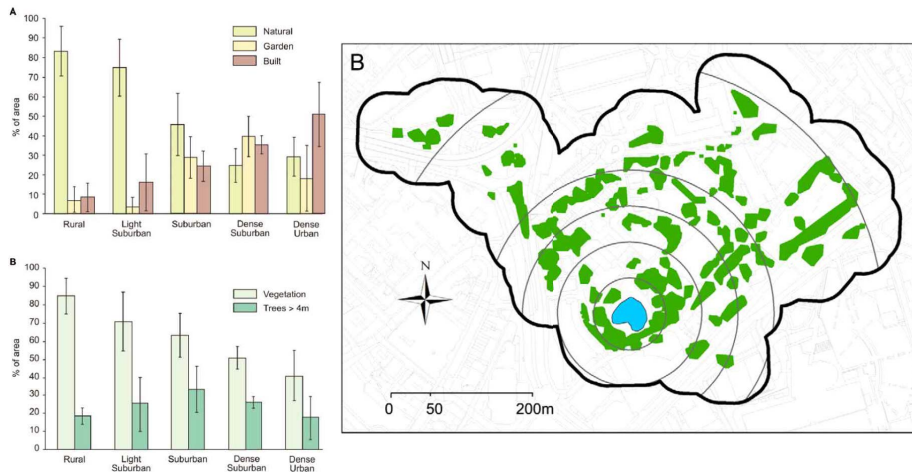 A
Natural
Garden
Built
% of area
100
90
80
70
60
50
40
30
20
10
0
Rural
Light Suburban
Suburban
Dense Suburban
Dense Urban
B
Vegetation
Trees > 4m
% of area
100
90
80
70
60
50
40
30
20
10
0
Rural
Light Suburban
Suburban
Dense Suburban
Dense Urban
B
N
0 50 200m